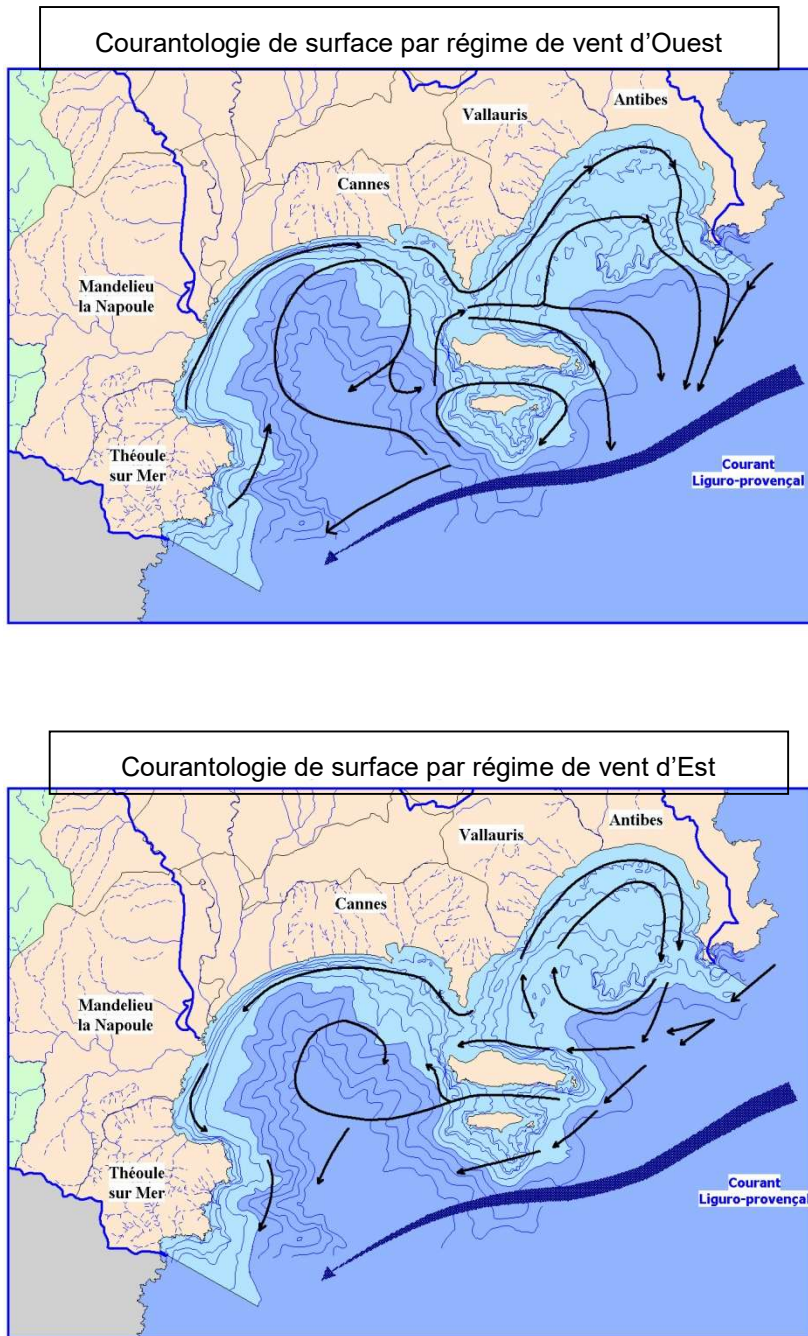 Courantologie de surface par régime de vent d’Ouest
Antibes
Vallauris
Cannes
Mandelieu
la Napoule
Théoule
sur Mer
Courant
Liguro-provençal
Courantologie de surface par régime de vent d’Est
Antibes
Vallauris
Cannes
Mandelieu
la Napoule
Théoule
sur Mer
Courant
Liguro-provençal